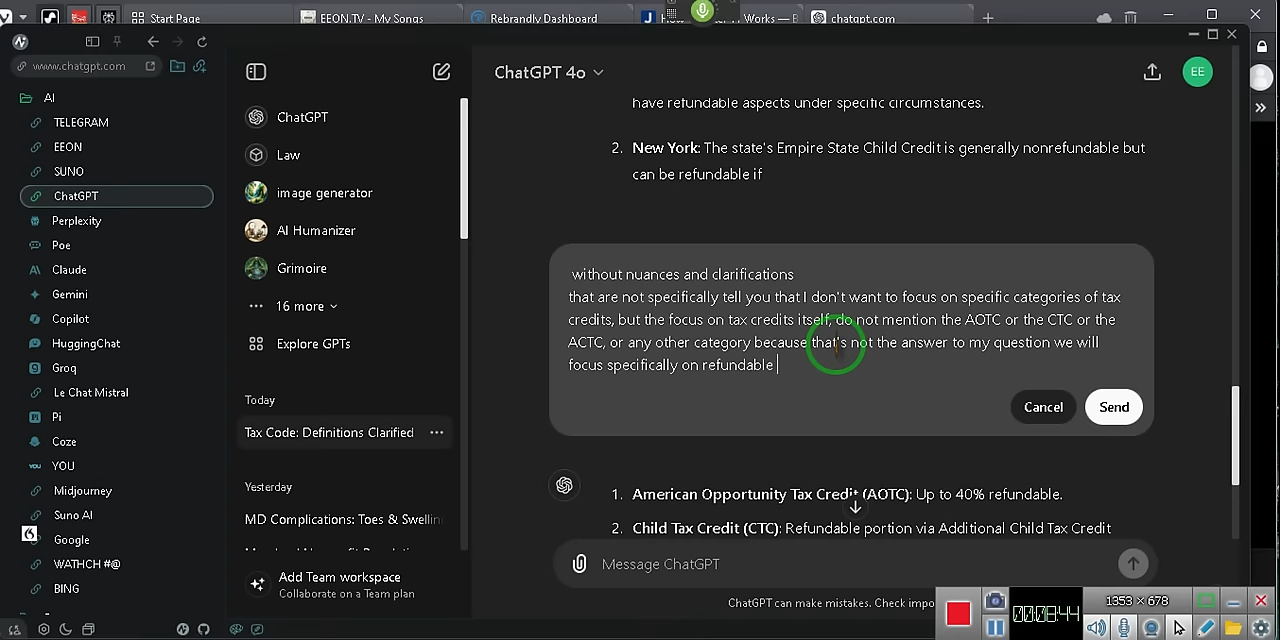 Start Page
EEON.TV - My Songs
Rebrandly Dashboard
Works — B
chatgpt.com
www.chatgpt.com
AI
TELEGRAM
EEON
SUNO
ChatGPT
Perplexity
Poe
Claude
Gemini
Copilot
HuggingChat
Groq
Le Chat Mistral
Pi
Coze
YOU
Midjourney
Suno AI
Google
WATHCH #@
BING
ChatGPT
Law
image generator
AI Humanizer
Grimoire
16 more
Explore GPTs
Today
Tax Code: Definitions Clarified
Yesterday
MD Complications: Toes & Swellin
Add Team workspace
Collaborate on a Team plan
ChatGPT 4o
EE
have refundable aspects under specific circumstances.
2. New York: The state's Empire State Child Credit is generally nonrefundable but
can be refundable if
without nuances and clarifications
that are not specifically tell you that I don't want to focus on specific categories of tax
credits, but the focus on tax credits itself, do not mention the AOTC or the CTC or the
ACTC, or any other category because that's not the answer to my question we will
focus specifically on refundable
Cancel
Send
1. American Opportunity Tax Credit (AOTC): Up to 40% refundable.
2. Child Tax Credit (CTC): Refundable portion via Additional Child Tax Credit
Message ChatGPT
ChatGPT can make mistakes. Check impo
1353 × 678
00:08:44